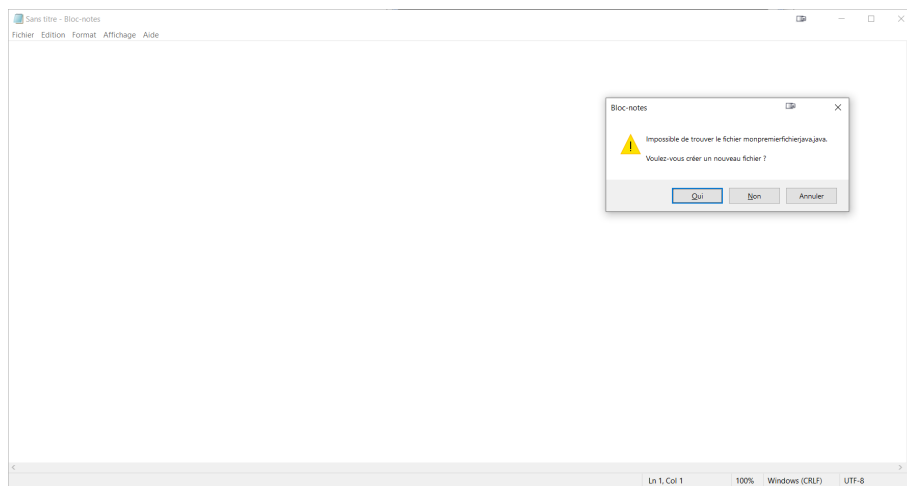 Sans titre - Bloc-notes
Fichier Edition Format Affichage Aide
Bloc-notes
Impossible de trouver le fichier monpremierfichierjava.java.
Voulez-vous créer un nouveau fichier ?
Oui Non Annuler
Ln 1, Col 1 100% Windows (CRLF) UTF-8